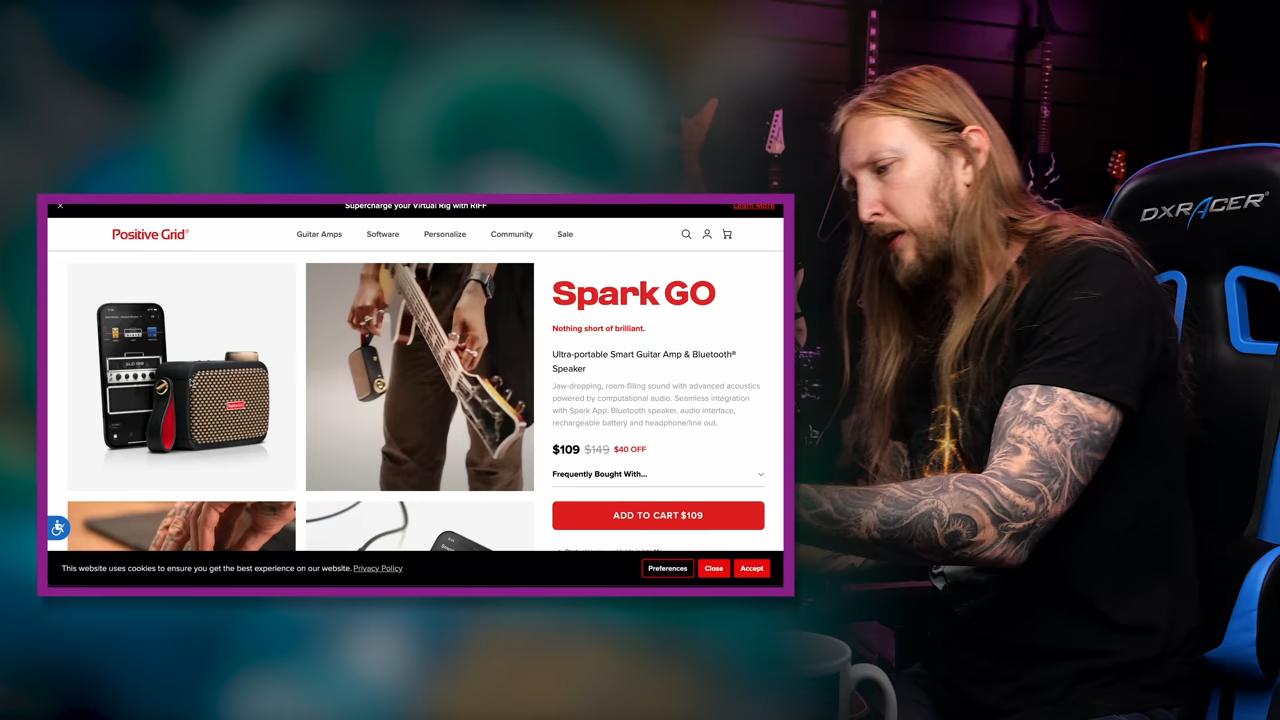 Supercharge your Virtual Rig with RIFF
Learn More
Positive Grid®
Guitar Amps
Software
Personalize
Community
Sale
Spark GO
Nothing short of brilliant.
Ultra-portable Smart Guitar Amp & Bluetooth®
Speaker
Jaw-dropping, room-filling sound with advanced acoustics
powered by computational audio. Seamless integration
with Spark App. Bluetooth speaker, audio interface,
rechargeable battery and headphone/line out.
$109 $149 $40 OFF
Frequently Bought With...
ADD TO CART $109
This website uses cookies to ensure you get the best experience on our website. Privacy Policy
Preferences
Close
Accept
DXRACER